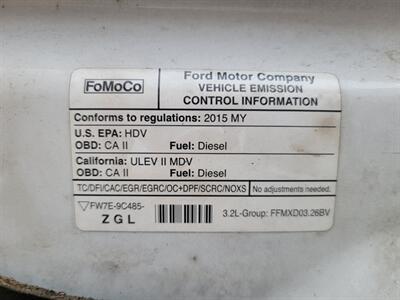 FoMoCo
Ford Motor Company
VEHICLE EMISSION
CONTROL INFORMATION
Conforms to regulations: 2015 MY
U.S. EPA: HDV
OBD: CA II Fuel: Diesel
California: ULEV II MDV
OBD: CA II Fuel: Diesel
TC/DFI/CAC/EGR/EGRC/OC+DPF/SCRC/NOXS No adjustments needed.
FW7E-9C485-
ZGL
3.2L-Group: FFMXD03.26BV